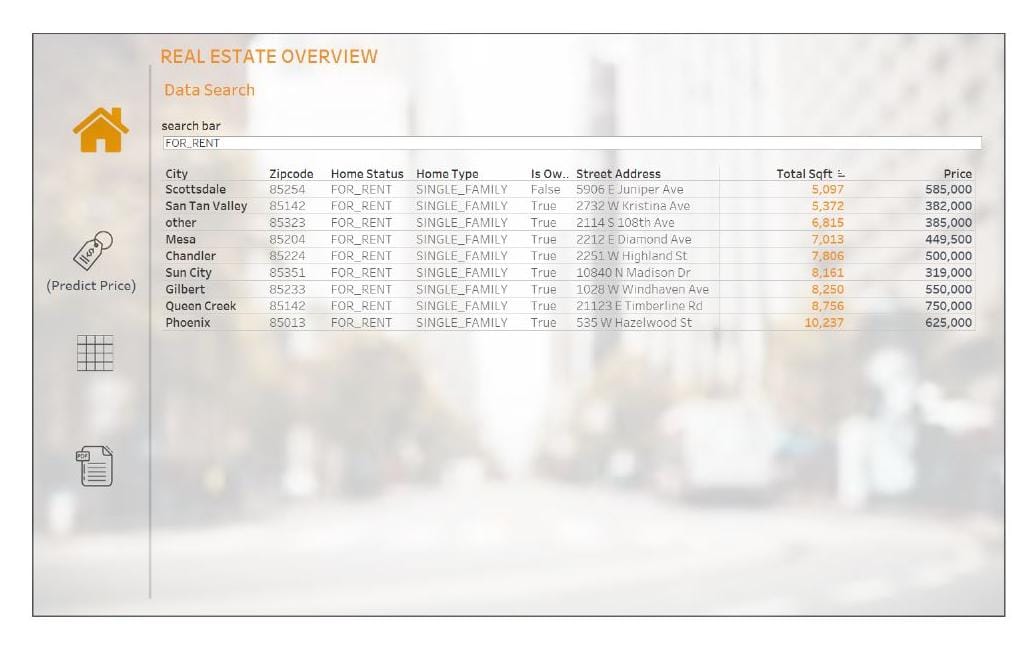 REAL ESTATE OVERVIEW
Data Search
search bar
FOR_RENT
City Zipcode Home Status Home Type Is Ow.. Street Address Total Sqft Price
Scottsdale 85254 FOR_RENT SINGLE_FAMILY False 5906 E Juniper Ave 5,097 585,000
San Tan Valley 85142 FOR_RENT SINGLE_FAMILY True 2732 W Kristina Ave 5,372 382,000
other 85323 FOR_RENT SINGLE_FAMILY True 2114 S 108th Ave 6,815 385,000
Mesa 85204 FOR_RENT SINGLE_FAMILY True 2212 E Diamond Ave 7,013 449,500
Chandler 85224 FOR_RENT SINGLE_FAMILY True 2251 W Highland St 7,806 500,000
Sun City 85351 FOR_RENT SINGLE_FAMILY True 10840 N Madison Dr 8,161 319,000
Gilbert 85233 FOR_RENT SINGLE_FAMILY True 1028 W Windhaven Ave 8,250 550,000
Queen Creek 85142 FOR_RENT SINGLE_FAMILY True 21123 E Timberline Rd 8,756 750,000
Phoenix 85013 FOR_RENT SINGLE_FAMILY True 535 W Hazelwood St 10,237 625,000
$
(Predict Price)
PDF